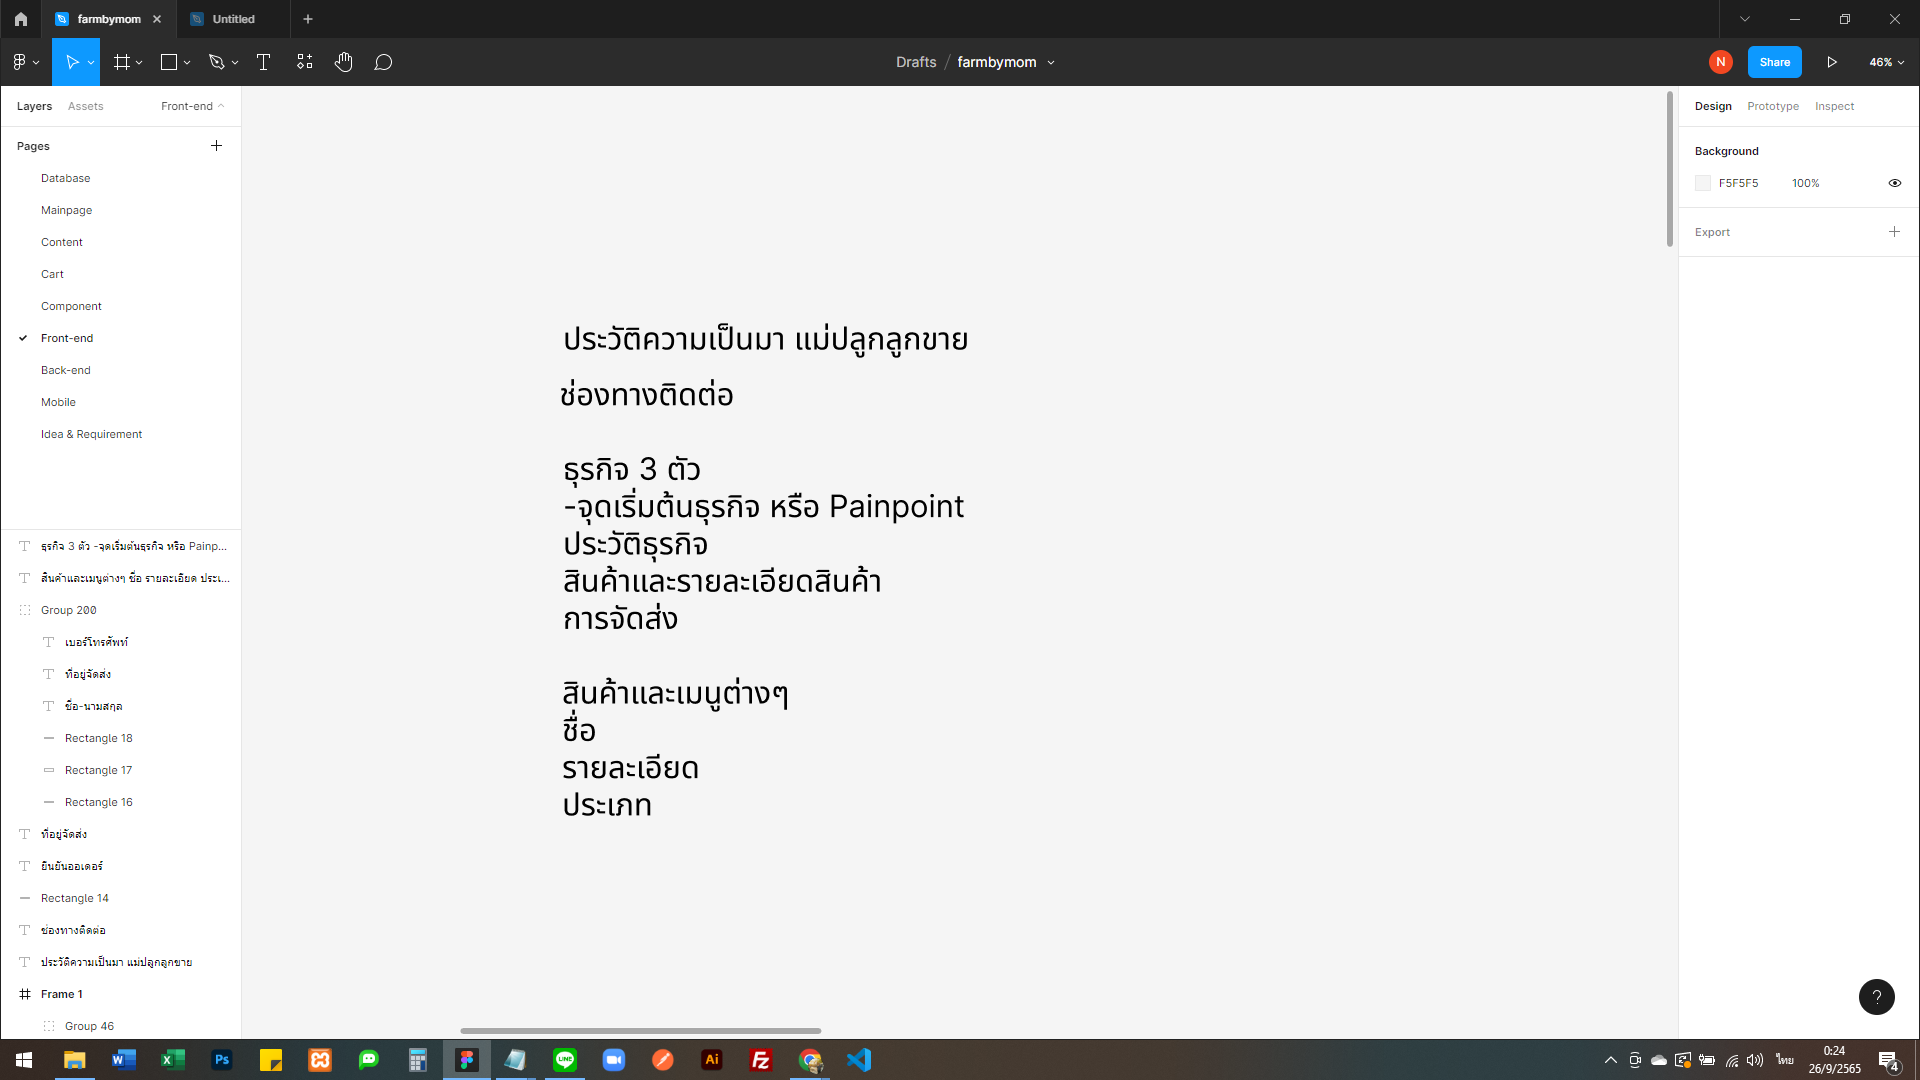 farmbymom
Untitled
Drafts / farmbymom
N
Share
46%
Layers
Assets
Front-end
Design
Prototype
Inspect
Pages
Database
Mainpage
Content
Cart
Component
Front-end
Back-end
Mobile
Idea & Requirement
ธุรกิจ 3 ตัว -จุดเริ่มต้นธุรกิจ หรือ Painp...
สินค้าและเมนูต่างๆ ชื่อ รายละเอียด ประเ...
Group 200
เบอร์โทรศัพท์
ที่อยู่จัดส่ง
ชื่อ-นามสกุล
Rectangle 18
Rectangle 17
Rectangle 16
ที่อยู่จัดส่ง
ยืนยันออเดอร์
Rectangle 14
ช่องทางติดต่อ
ประวัติความเป็นมา แม่ปลูกลูกขาย
Frame 1
Group 46
ประวัติความเป็นมา แม่ปลูกลูกขาย
ช่องทางติดต่อ
ธุรกิจ 3 ตัว
-จุดเริ่มต้นธุรกิจ หรือ Painpoint
ประวัติธุรกิจ
สินค้าและรายละเอียดสินค้า
การจัดส่ง
สินค้าและเมนูต่างๆ
ชื่อ
รายละเอียด
ประเภท
Background
F5F5F5
100%
Export
?
Ps
LINE
Ai
Fz
ไทย
0:24
26/9/2565
4